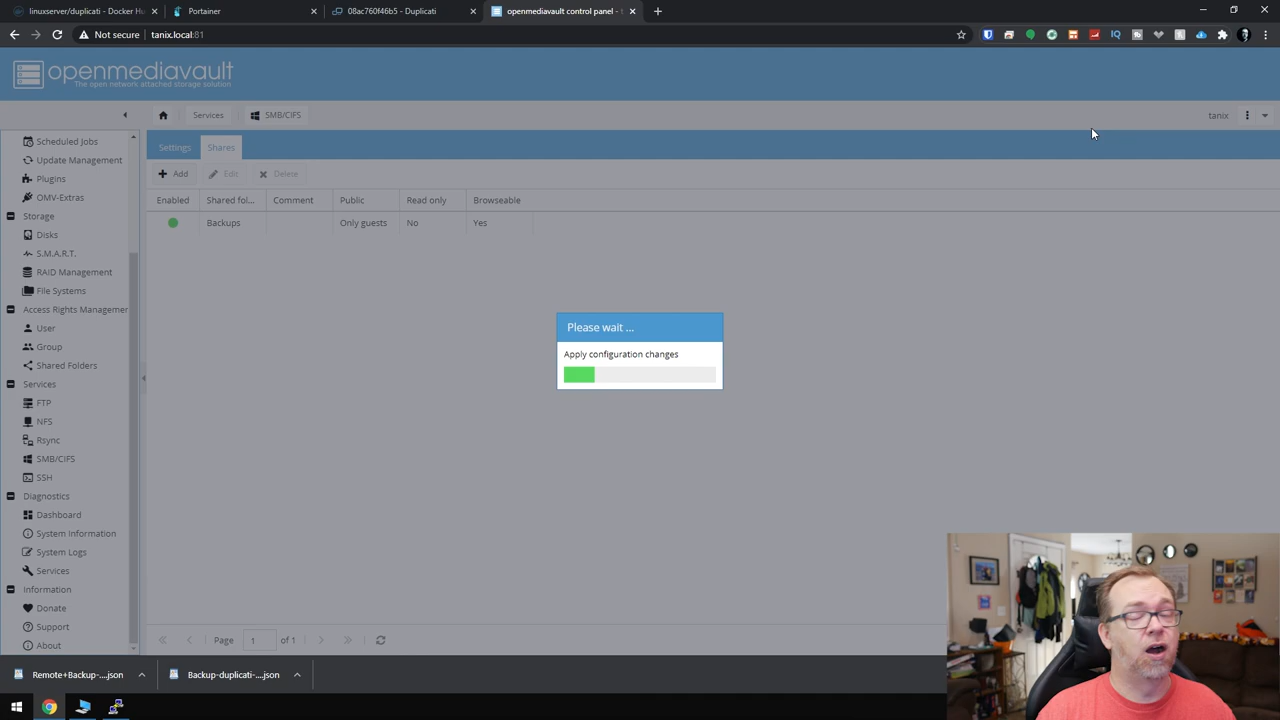 linuxserver/duplicati - Docker Hu
Portainer
08ac760f46b5 - Duplicati
openmediavault control panel - t
Not secure
tanix.local:81
openmediavault
The open network attached storage solution
Services
SMB/CIFS
tanix
Scheduled Jobs
Update Management
Plugins
OMV-Extras
Storage
Disks
S.M.A.R.T.
RAID Management
File Systems
Access Rights Managemer
User
Group
Shared Folders
Services
FTP
NFS
Rsync
SMB/CIFS
SSH
Diagnostics
Dashboard
System Information
System Logs
Services
Information
Donate
Support
About
Settings
Shares
Add
Edit
Delete
Enabled
Shared fol...
Comment
Public
Read only
Browseable
Backups
Only guests
No
Yes
Please wait ...
Apply configuration changes
Page
1
of 1
Remote+Backup-....json
Backup-duplicati-....json